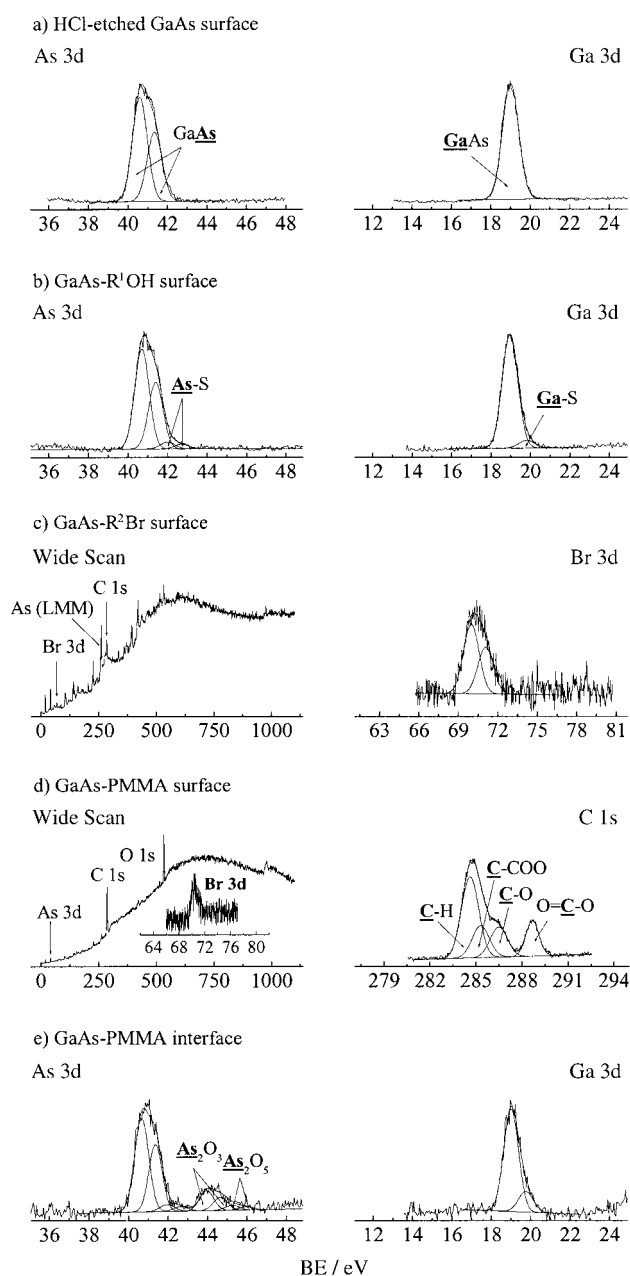 a) HCl-etched GaAs surface
As 3d Ga 3d
GaAs GaAs
36 38 40 42 44 46 48 12 14 16 18 20 22 24
b) GaAs-R¹OH surface
As 3d Ga 3d
As-S Ga-S
36 38 40 42 44 46 48 12 14 16 18 20 22 24
c) GaAs-R²Br surface
Wide Scan Br 3d
C 1s
As (LMM)
Br 3d
0 250 500 750 1000 63 66 69 72 75 78 81
d) GaAs-PMMA surface
Wide Scan C 1s
O 1s
C 1s
Br 3d
As 3d
64 68 72 76 80
C-COO
C-O
C-H
O=C-O
0 250 500 750 1000 279 282 285 288 291 294
e) GaAs-PMMA interface
As 3d Ga 3d
As₂O₃ As₂O₅
36 38 40 42 44 46 48 12 14 16 18 20 22 24
BE / eV